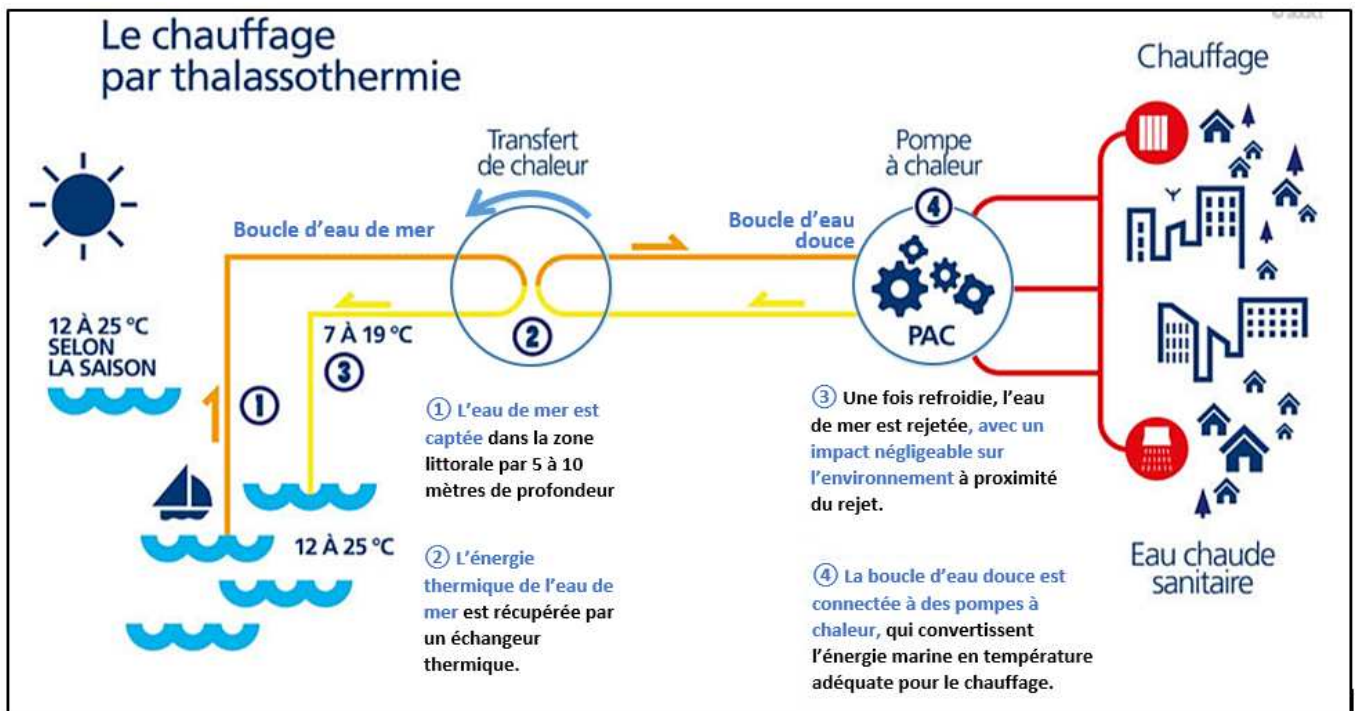 Le chauffage
par thalassothermie
Chauffage
Transfert
de chaleur
Pompe
à chaleur
④
Boucle d’eau de mer
Boucle d’eau
douce
12 À 25 °C
SELON
LA SAISON
7 À 19 °C
③
②
PAC
①
① L’eau de mer est
captée dans la zone
littorale par 5 à 10
mètres de profondeur
12 À 25 °C
② L’énergie
thermique de l’eau de
mer est récupérée par
un échangeur
thermique.
③ Une fois refroidie, l’eau
de mer est rejetée, avec un
impact négligeable sur
l’environnement à proximité
du rejet.
④ La boucle d’eau douce est
connectée à des pompes à
chaleur, qui convertissent
l’énergie marine en température
adéquate pour le chauffage.
Eau chaude
sanitaire